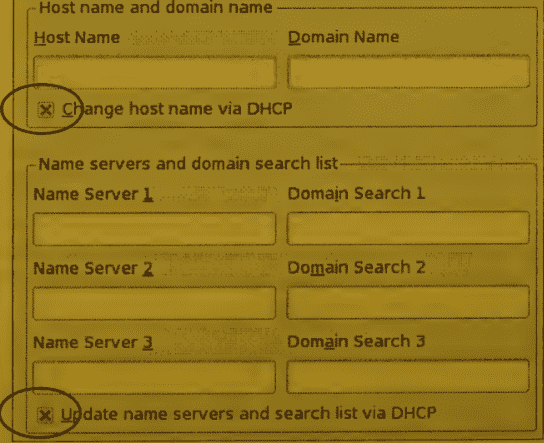 Host name and domain name
Host Name Domain Name
Change host name via DHCP
Name servers and domain search list
Name Server 1 Domain Search 1
Name Server 2 Domain Search 2
Name Server 3 Domain Search 3
Update name servers and search list via DHCP